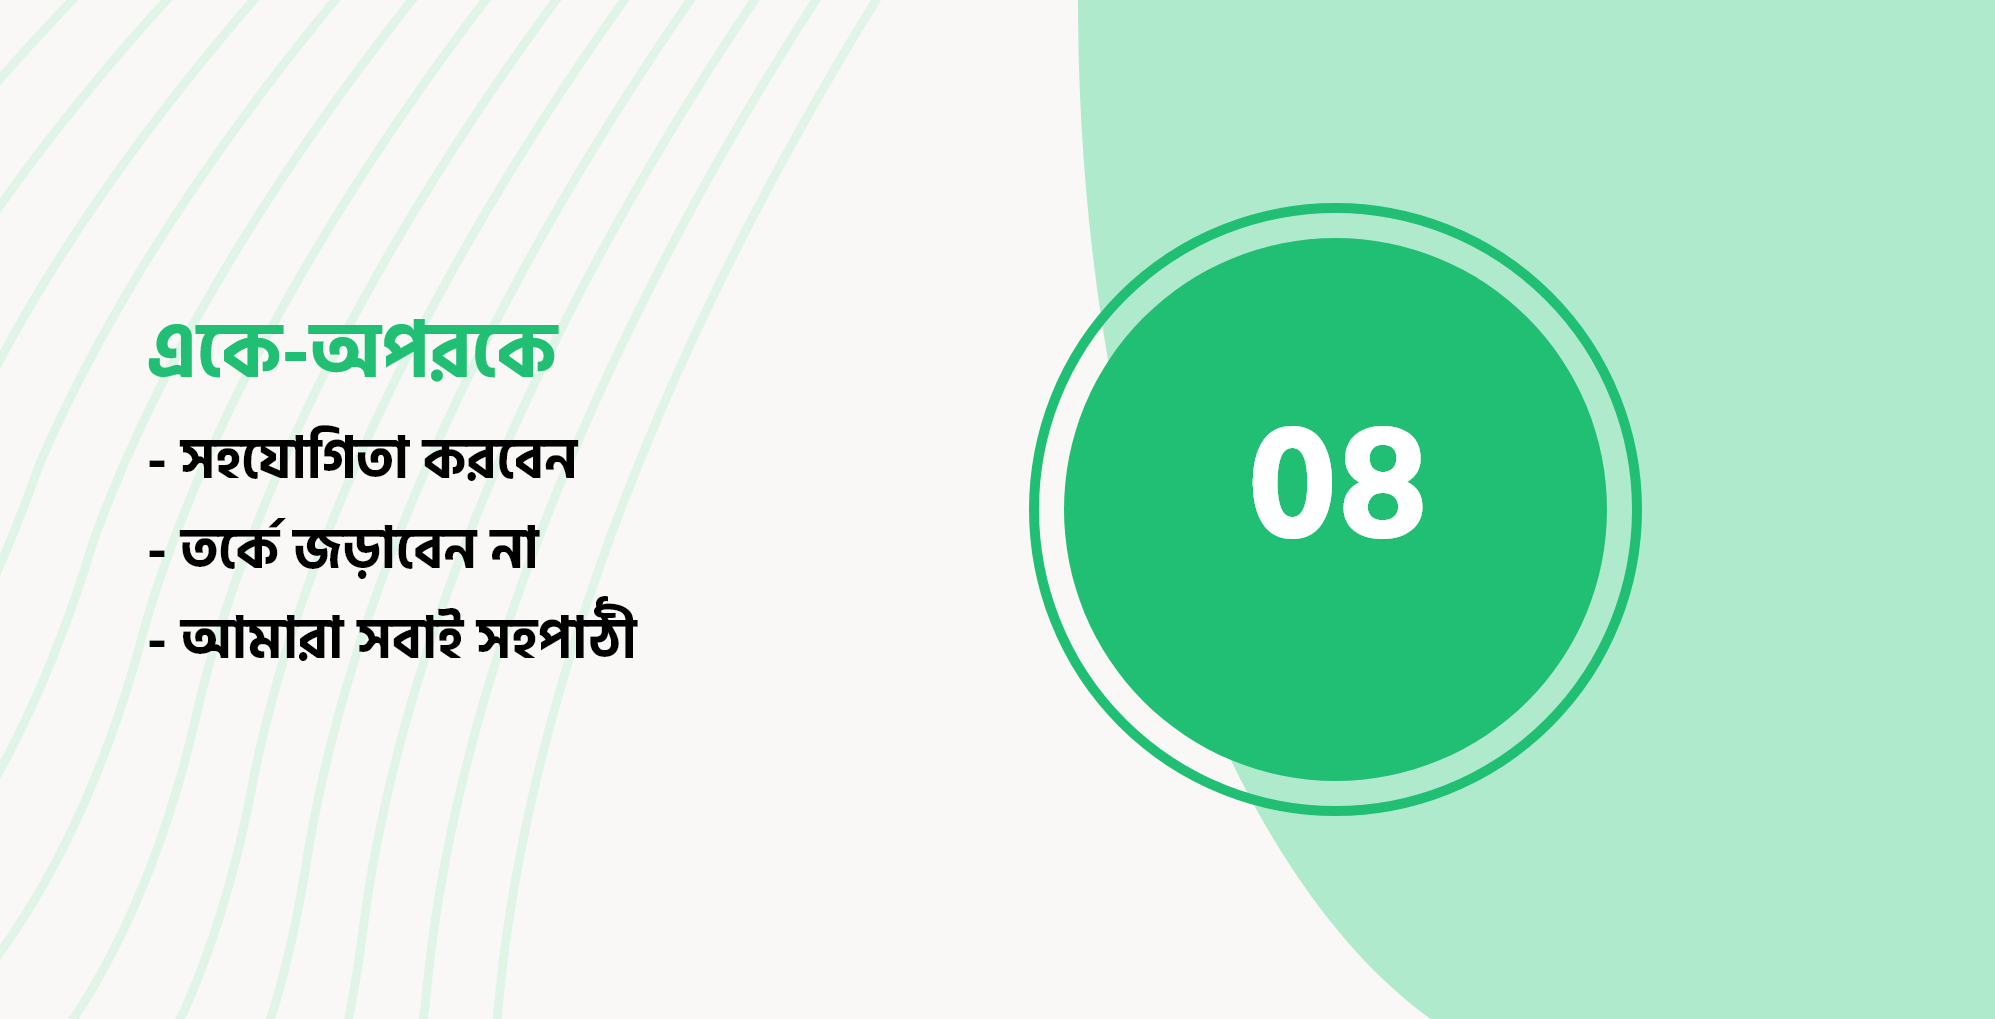 একে-অপরকে
- সহযোগিতা করবেন
- তর্কে জড়াবেন না
- আমারা সবাই সহপাঠী
08